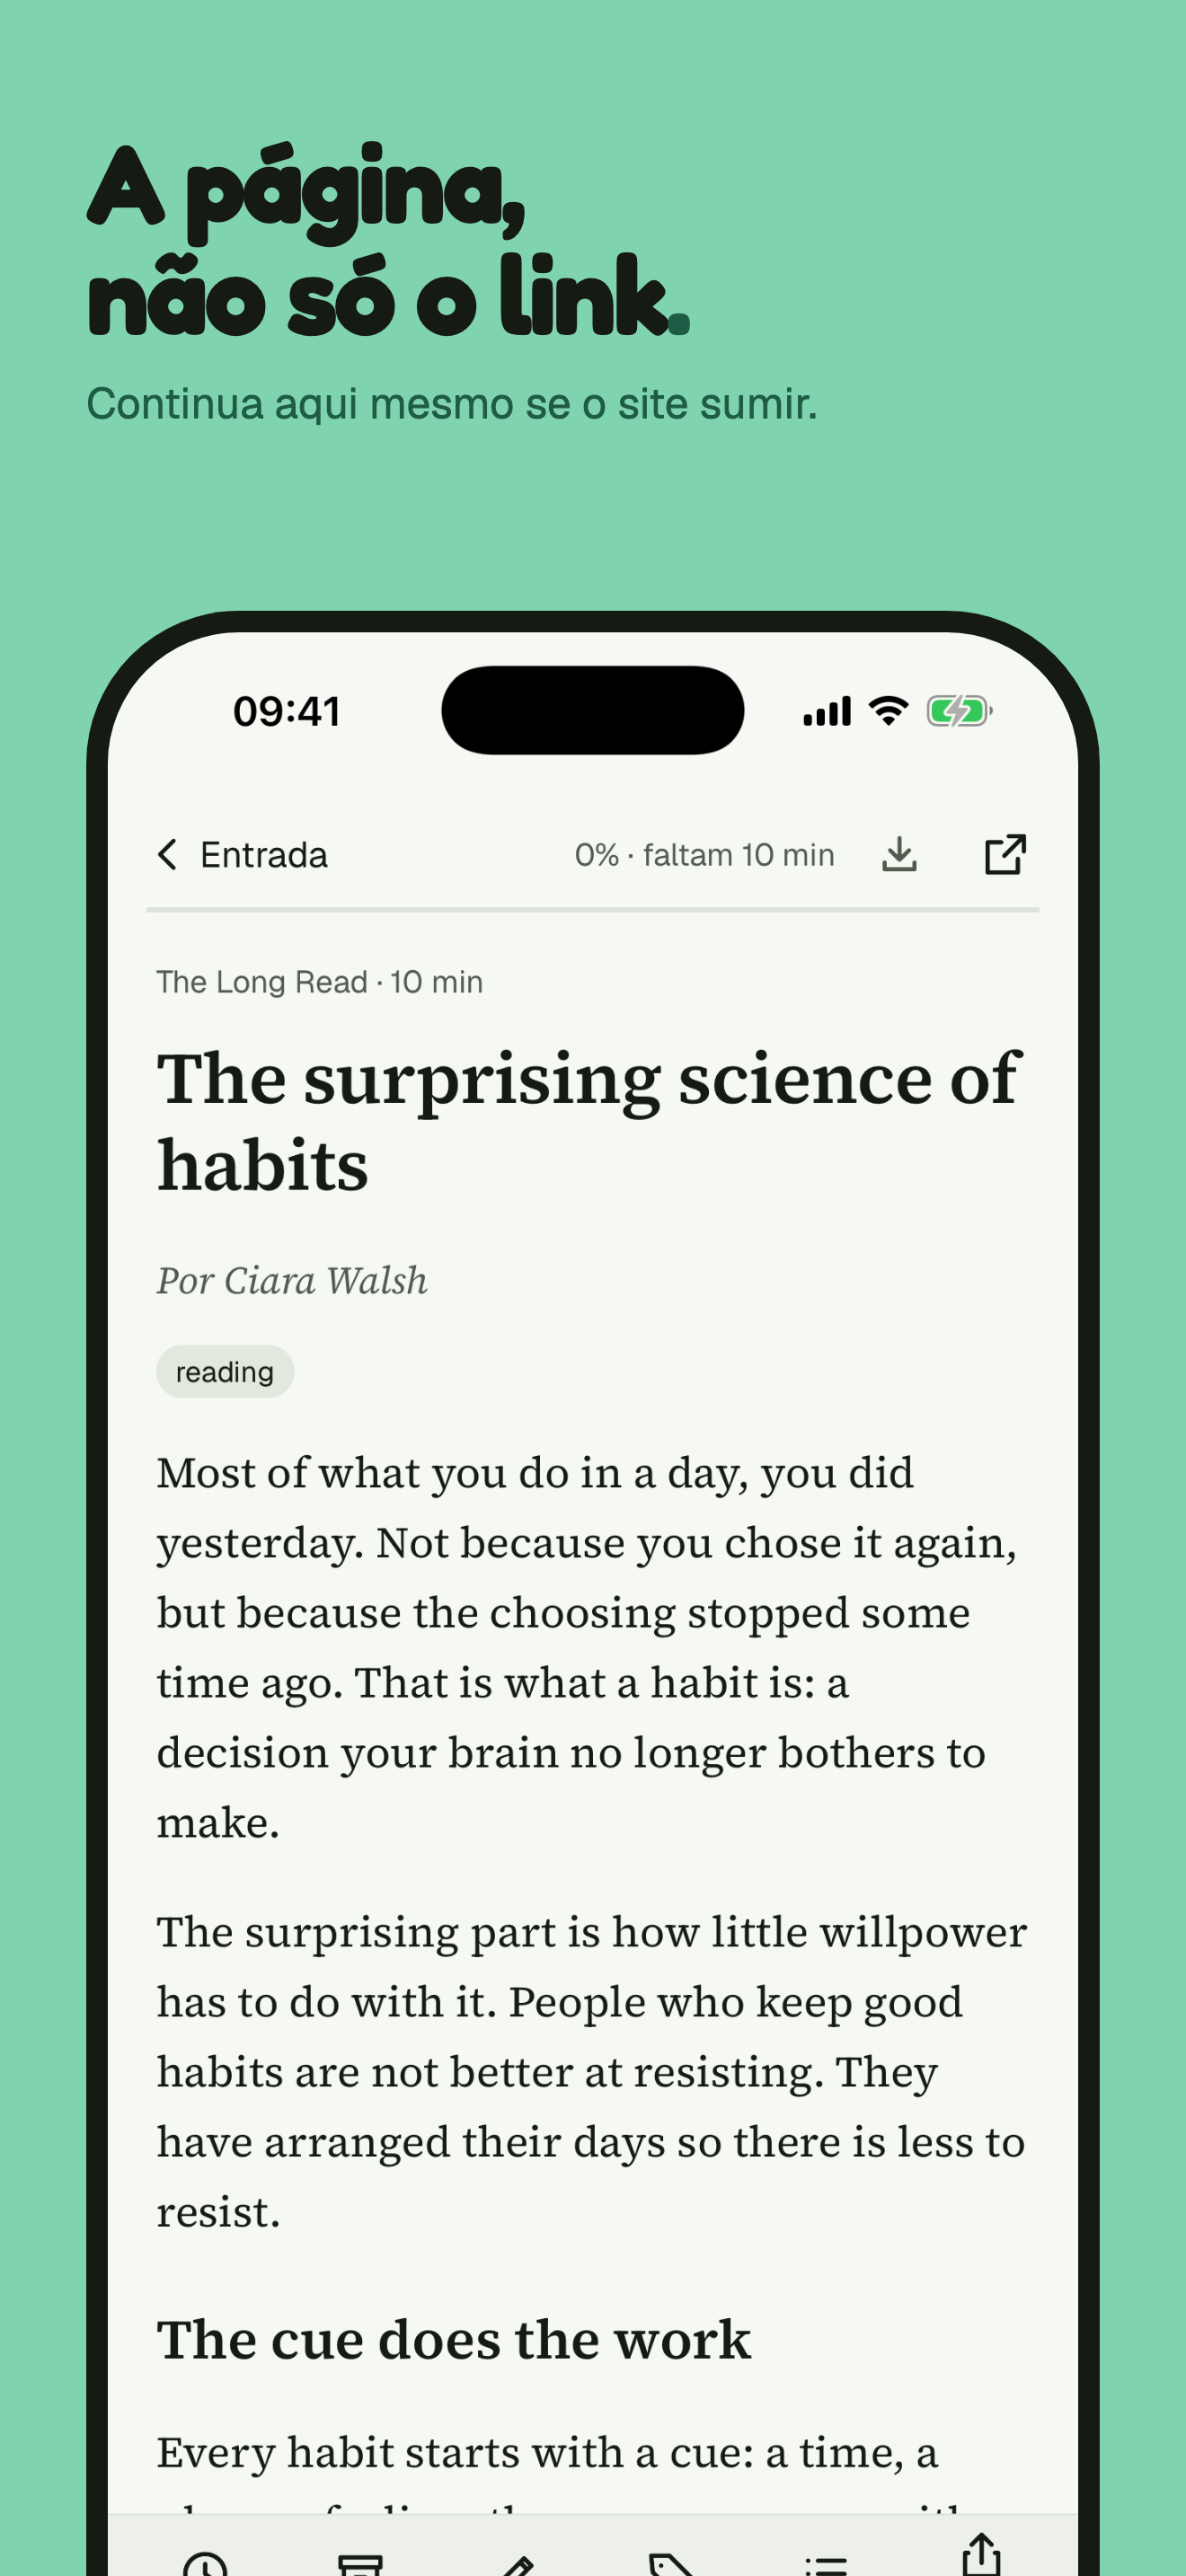 A página,
não só o link.
Continua aqui mesmo se o site sumir.
09:41
Entrada
0% · faltam 10 min
The Long Read · 10 min
The surprising science of
habits
Por Ciara Walsh
reading
Most of what you do in a day, you did
yesterday. Not because you chose it again,
but because the choosing stopped some
time ago. That is what a habit is: a
decision your brain no longer bothers to
make.
The surprising part is how little willpower
has to do with it. People who keep good
habits are not better at resisting. They
have arranged their days so there is less to
resist.
The cue does the work
Every habit starts with a cue: a time, a